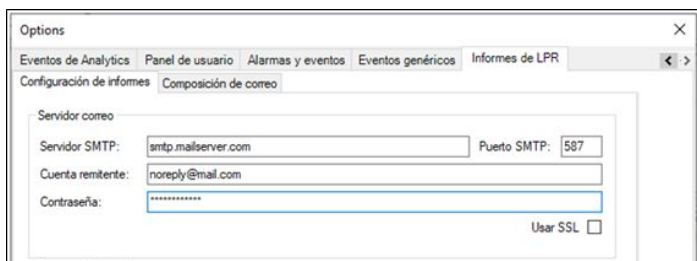 Options
Eventos de Analytics Panel de usuario Alarmas y eventos Eventos genéricos Informes de LPR
Configuración de informes Composición de correo
Servidor correo
Servidor SMTP: smtp.mailserver.com Puerto SMTP: 587
Cuenta remitente: noreply@mail.com
Contraseña: ************
Usar SSL